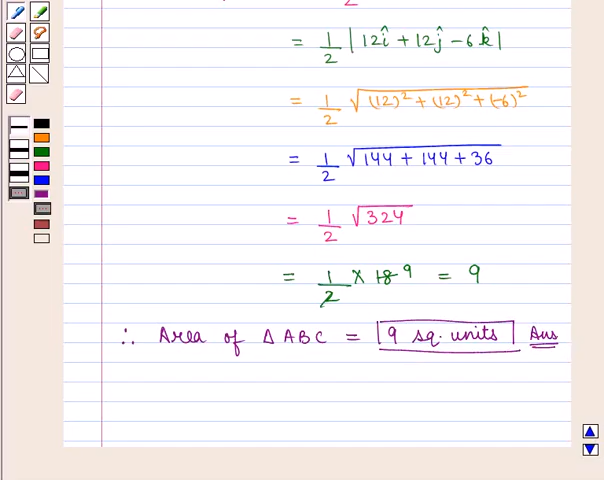 2
= 1/2 |12î + 12ĵ - 6k̂|
= 1/2 √(12)² + (12)² + (-6)²
= 1/2 √144 + 144 + 36
= 1/2 √324
= 1/2 × 18 9 = 9
∴ Area of Δ ABC = 9 sq. units Ans